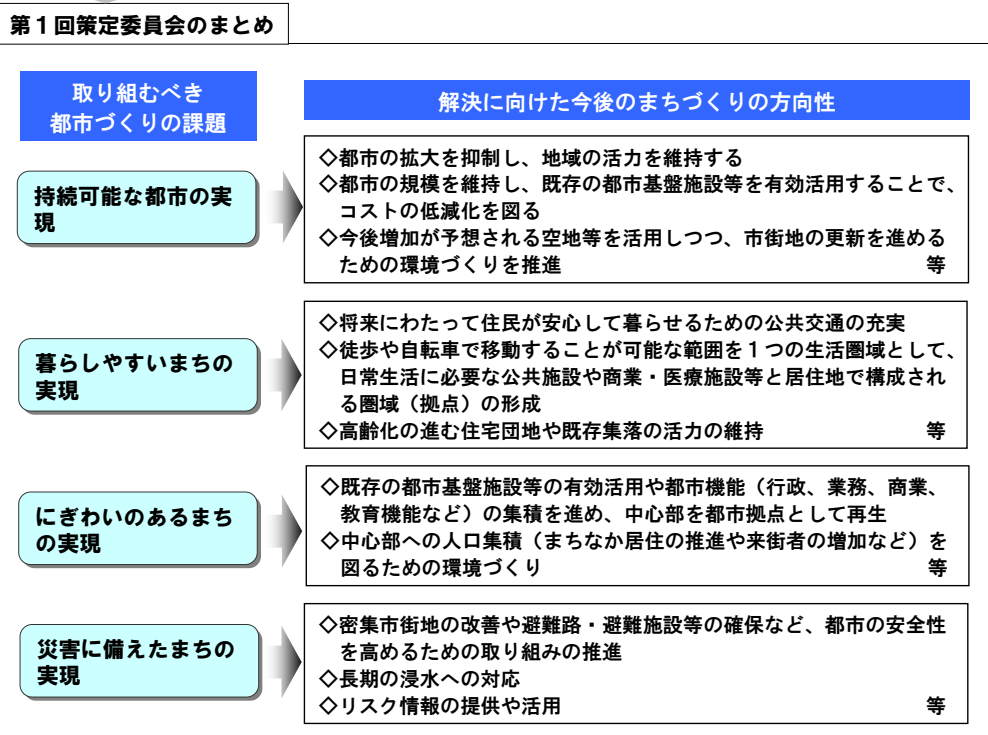 第１回策定委員会のまとめ
取り組むべき
都市づくりの課題
解決に向けた今後のまちづくりの方向性
持続可能な都市の実
現
◇都市の拡大を抑制し、地域の活力を維持する
◇都市の規模を維持し、既存の都市基盤施設等を有効活用することで、
コストの低減化を図る
◇今後増加が予想される空地等を活用しつつ、市街地の更新を進める
ための環境づくりを推進 等
暮らしやすいまちの
実現
◇将来にわたって住民が安心して暮らせるための公共交通の充実
◇徒歩や自転車で移動することが可能な範囲を１つの生活圏域として、
日常生活に必要な公共施設や商業・医療施設等と居住地で構成され
る圏域（拠点）の形成
◇高齢化の進む住宅団地や既存集落の活力の維持 等
にぎわいのあるまち
の実現
◇既存の都市基盤施設等の有効活用や都市機能（行政、業務、商業、
教育機能など）の集積を進め、中心部を都市拠点として再生
◇中心部への人口集積（まちなか居住の推進や来街者の増加など）を
図るための環境づくり 等
災害に備えたまちの
実現
◇密集市街地の改善や避難路・避難施設等の確保など、都市の安全性
を高めるための取り組みの推進
◇長期の浸水への対応
◇リスク情報の提供や活用 等